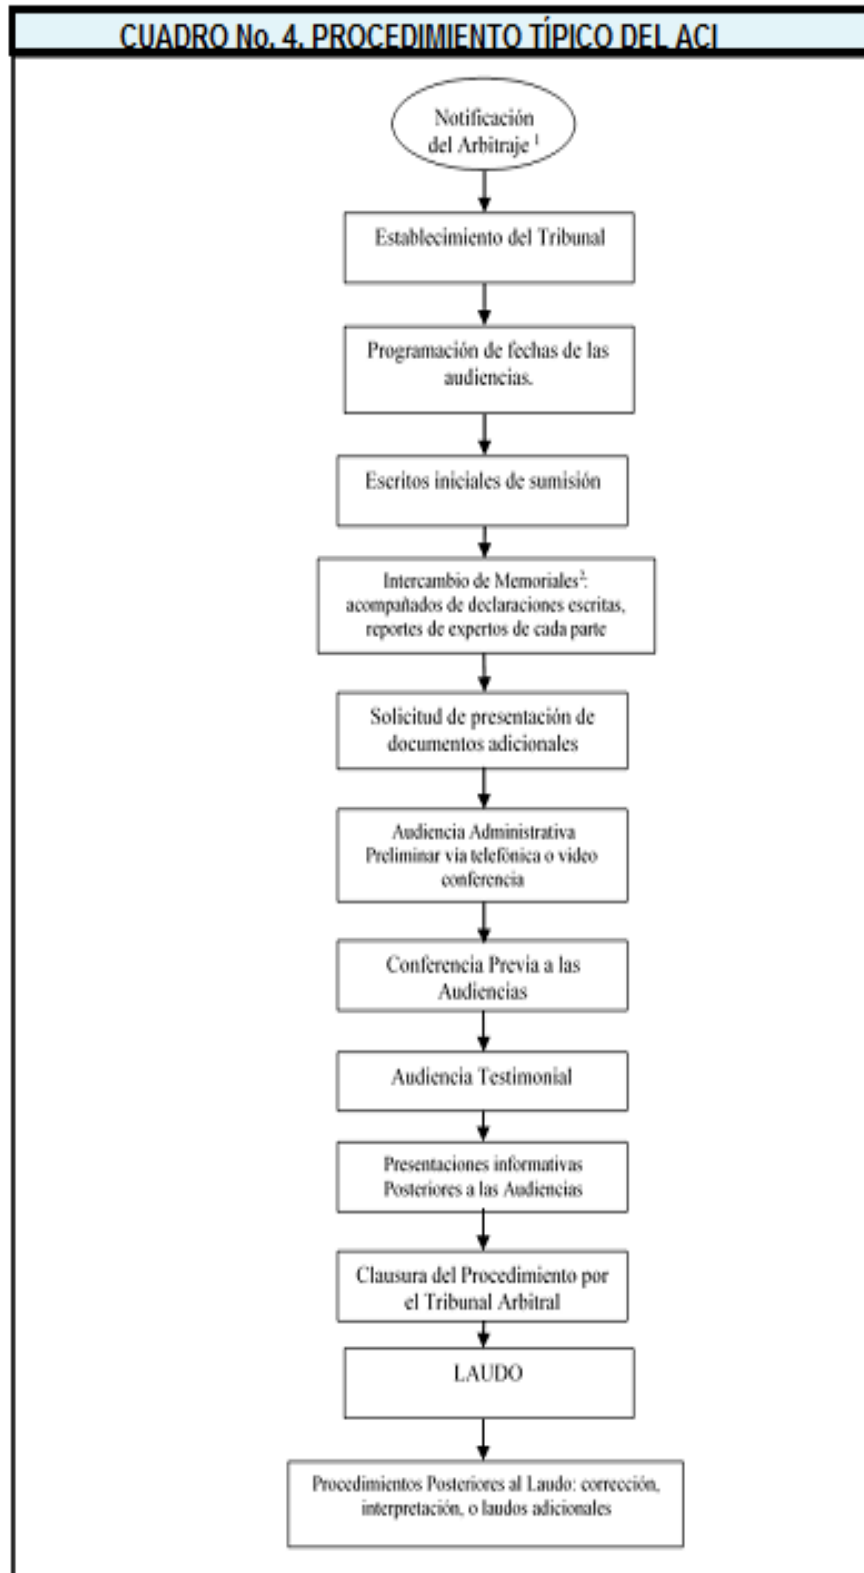 CUADRO No. 4. PROCEDIMIENTO TÍPICO DEL ACI
Notificación
del Arbitraje 1
Establecimiento del Tribunal
Programación de fechas de las
audiencias.
Escritos iniciales de sumisión
Intercambio de Memoriales2:
acompañados de declaraciones escritas,
reportes de expertos de cada parte
Solicitud de presentación de
documentos adicionales
Audiencia Administrativa
Preliminar vía telefónica o video
conferencia
Conferencia Previa a las
Audiencias
Audiencia Testimonial
Presentaciones informativas
Posteriores a las Audiencias
Clausura del Procedimiento por
el Tribunal Arbitral
LAUDO
Procedimientos Posteriores al Laudo: corrección,
interpretación, o laudos adicionales